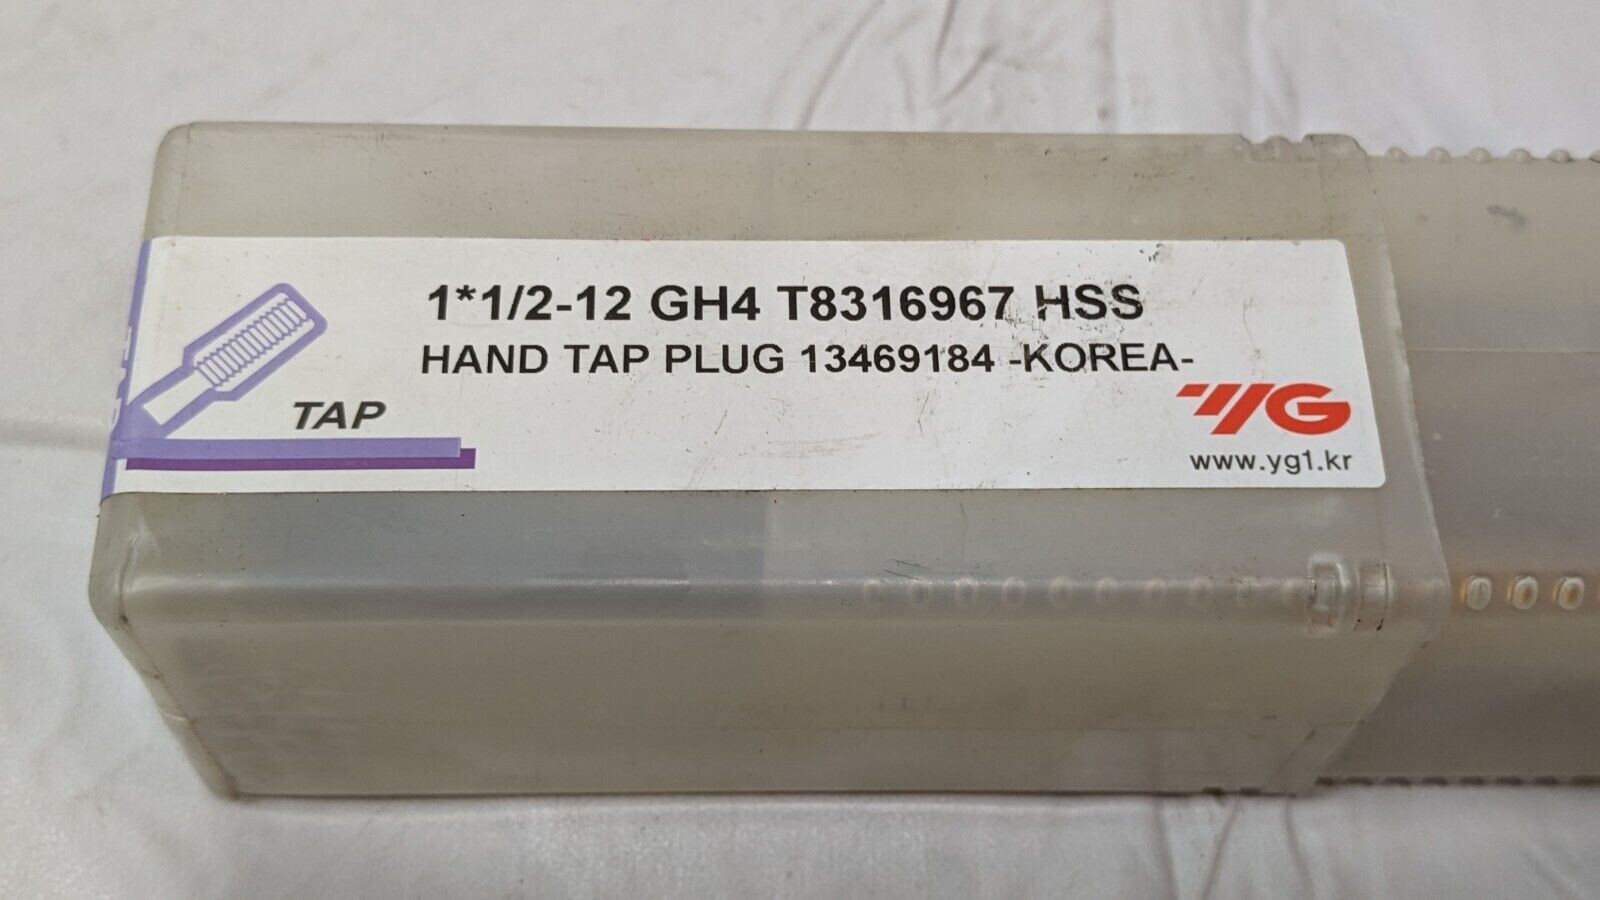 1*1/2-12 GH4 T8316967 HSS
HAND TAP PLUG 13469184 -KOREA-
TAP
YG
www.yg1.kr